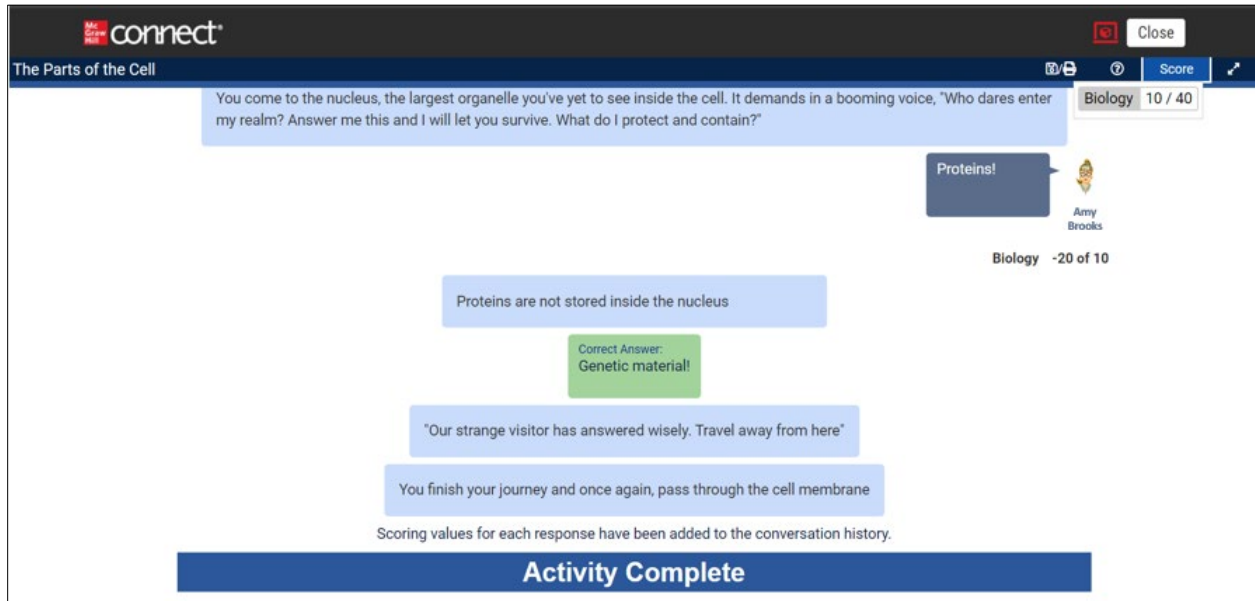 Mc
Graw
Hill
connect
Close
The Parts of the Cell
Score
You come to the nucleus, the largest organelle you've yet to see inside the cell. It demands in a booming voice, "Who dares enter
my realm? Answer me this and I will let you survive. What do I protect and contain?"
Biology 10 / 40
Proteins!
Amy
Brooks
Biology -20 of 10
Proteins are not stored inside the nucleus
Correct Answer:
Genetic material!
"Our strange visitor has answered wisely. Travel away from here"
You finish your journey and once again, pass through the cell membrane
Scoring values for each response have been added to the conversation history.
Activity Complete